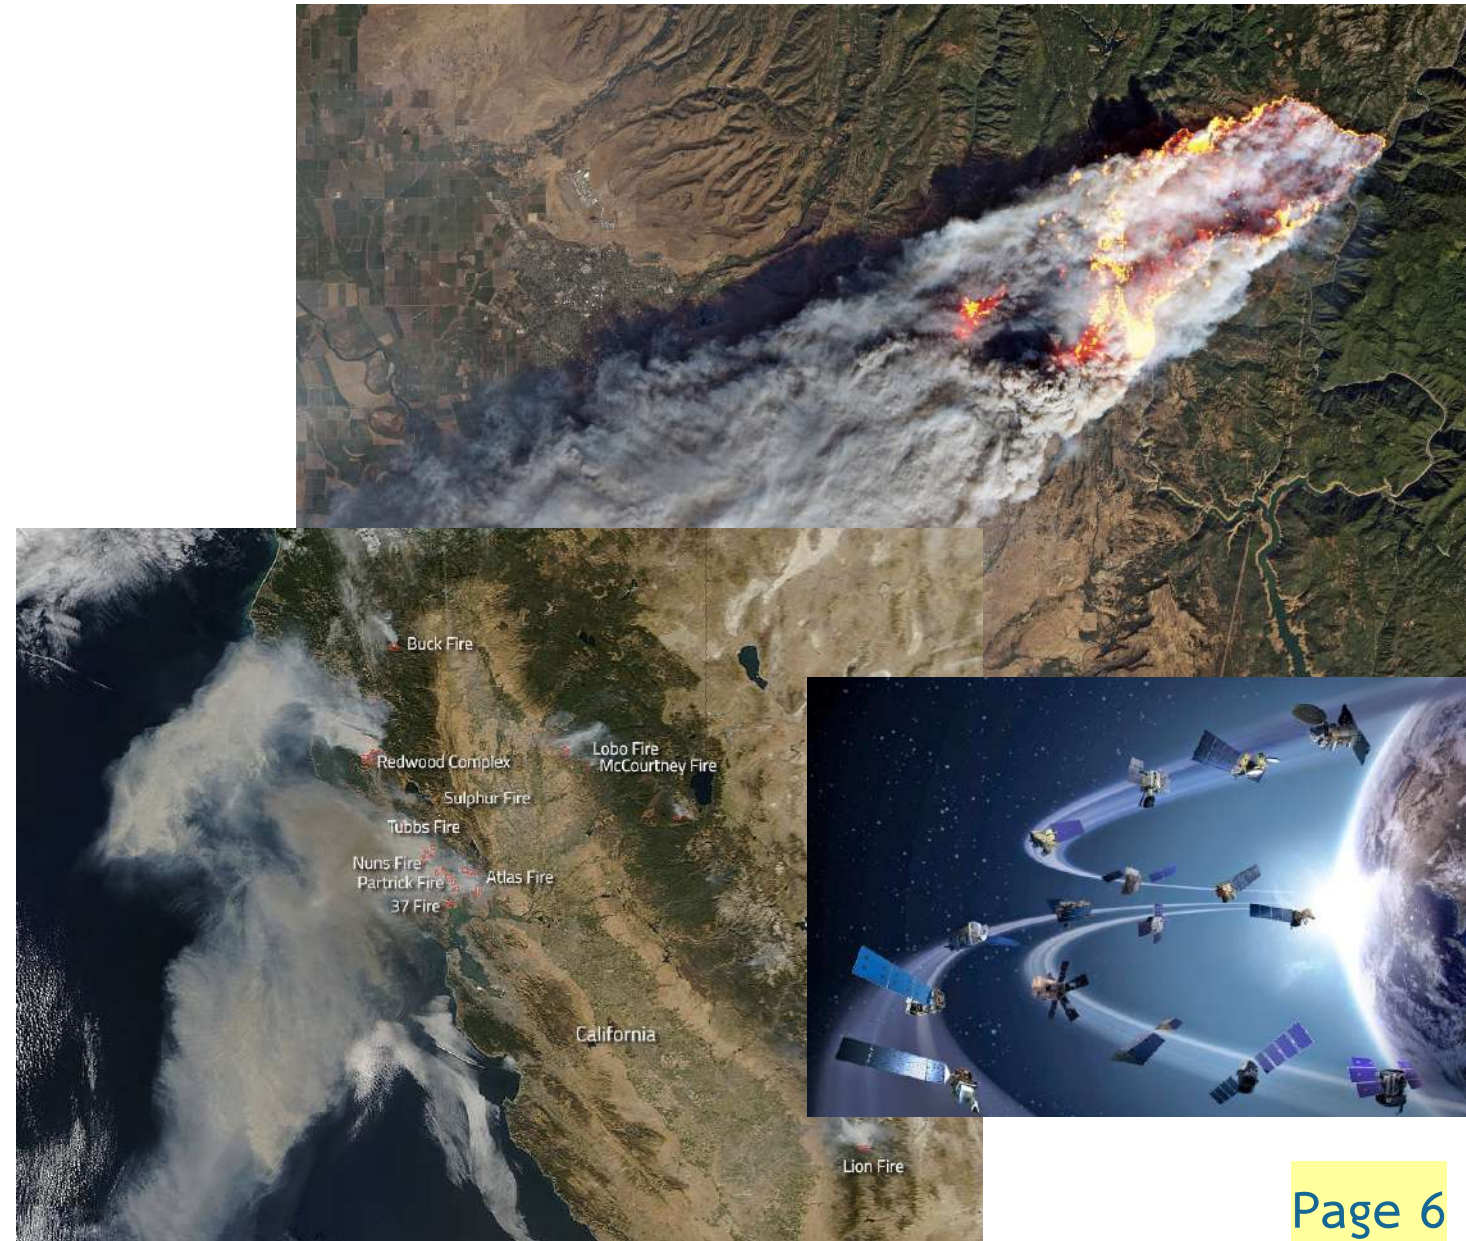 Buck Fire
Lobo Fire
McCourtney Fire
Redwood Complex
Sulphur Fire
Tubbs Fire
Nuns Fire
Atlas Fire
Partrick Fire
37 Fire
California
Lion Fire
Page 6